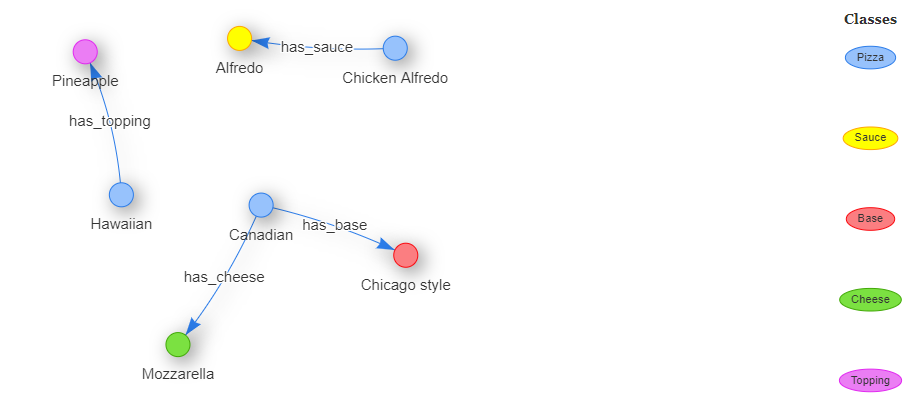 Classes
has_sauce
Alfredo
Chicken Alfredo
Pizza
Pineapple
has_topping
Sauce
Hawaiian
Canadian
has_base
Base
has_cheese
Chicago style
Cheese
Mozzarella
Topping